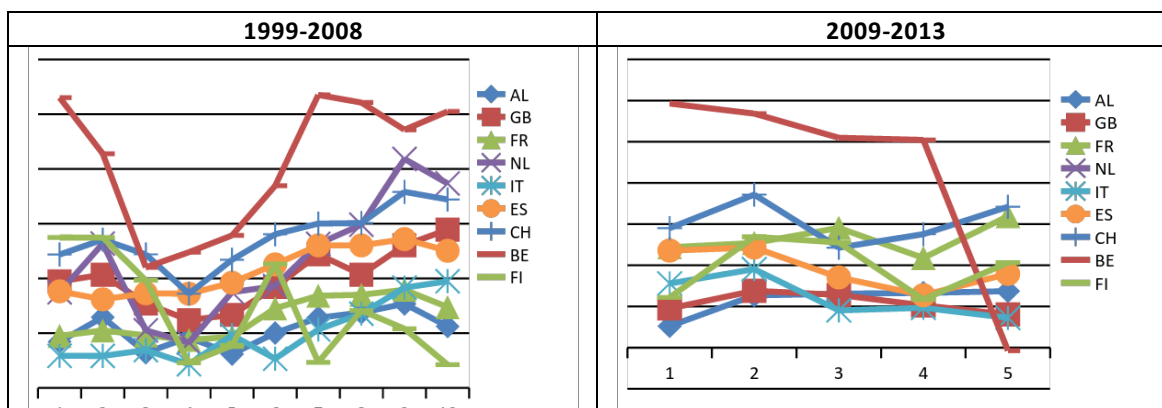 1999-2008
2009-2013
AL
GB
FR
NL
IT
ES
CH
BE
FI
AL
GB
FR
NL
IT
ES
CH
BE
FI
1 2 3 4 5